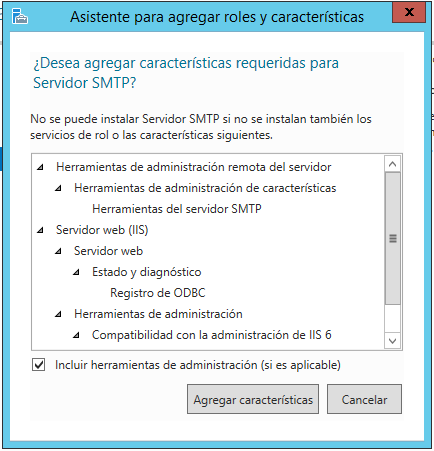 Asistente para agregar roles y características
x
¿Desea agregar características requeridas para
Servidor SMTP?
No se puede instalar Servidor SMTP si no se instalan también los
servicios de rol o las características siguientes.
Herramientas de administración remota del servidor
Herramientas de administración de características
Herramientas del servidor SMTP
Servidor web (IIS)
Servidor web
Estado y diagnóstico
Registro de ODBC
Herramientas de administración
Compatibilidad con la administración de IIS 6
Incluir herramientas de administración (si es aplicable)
Agregar características
Cancelar